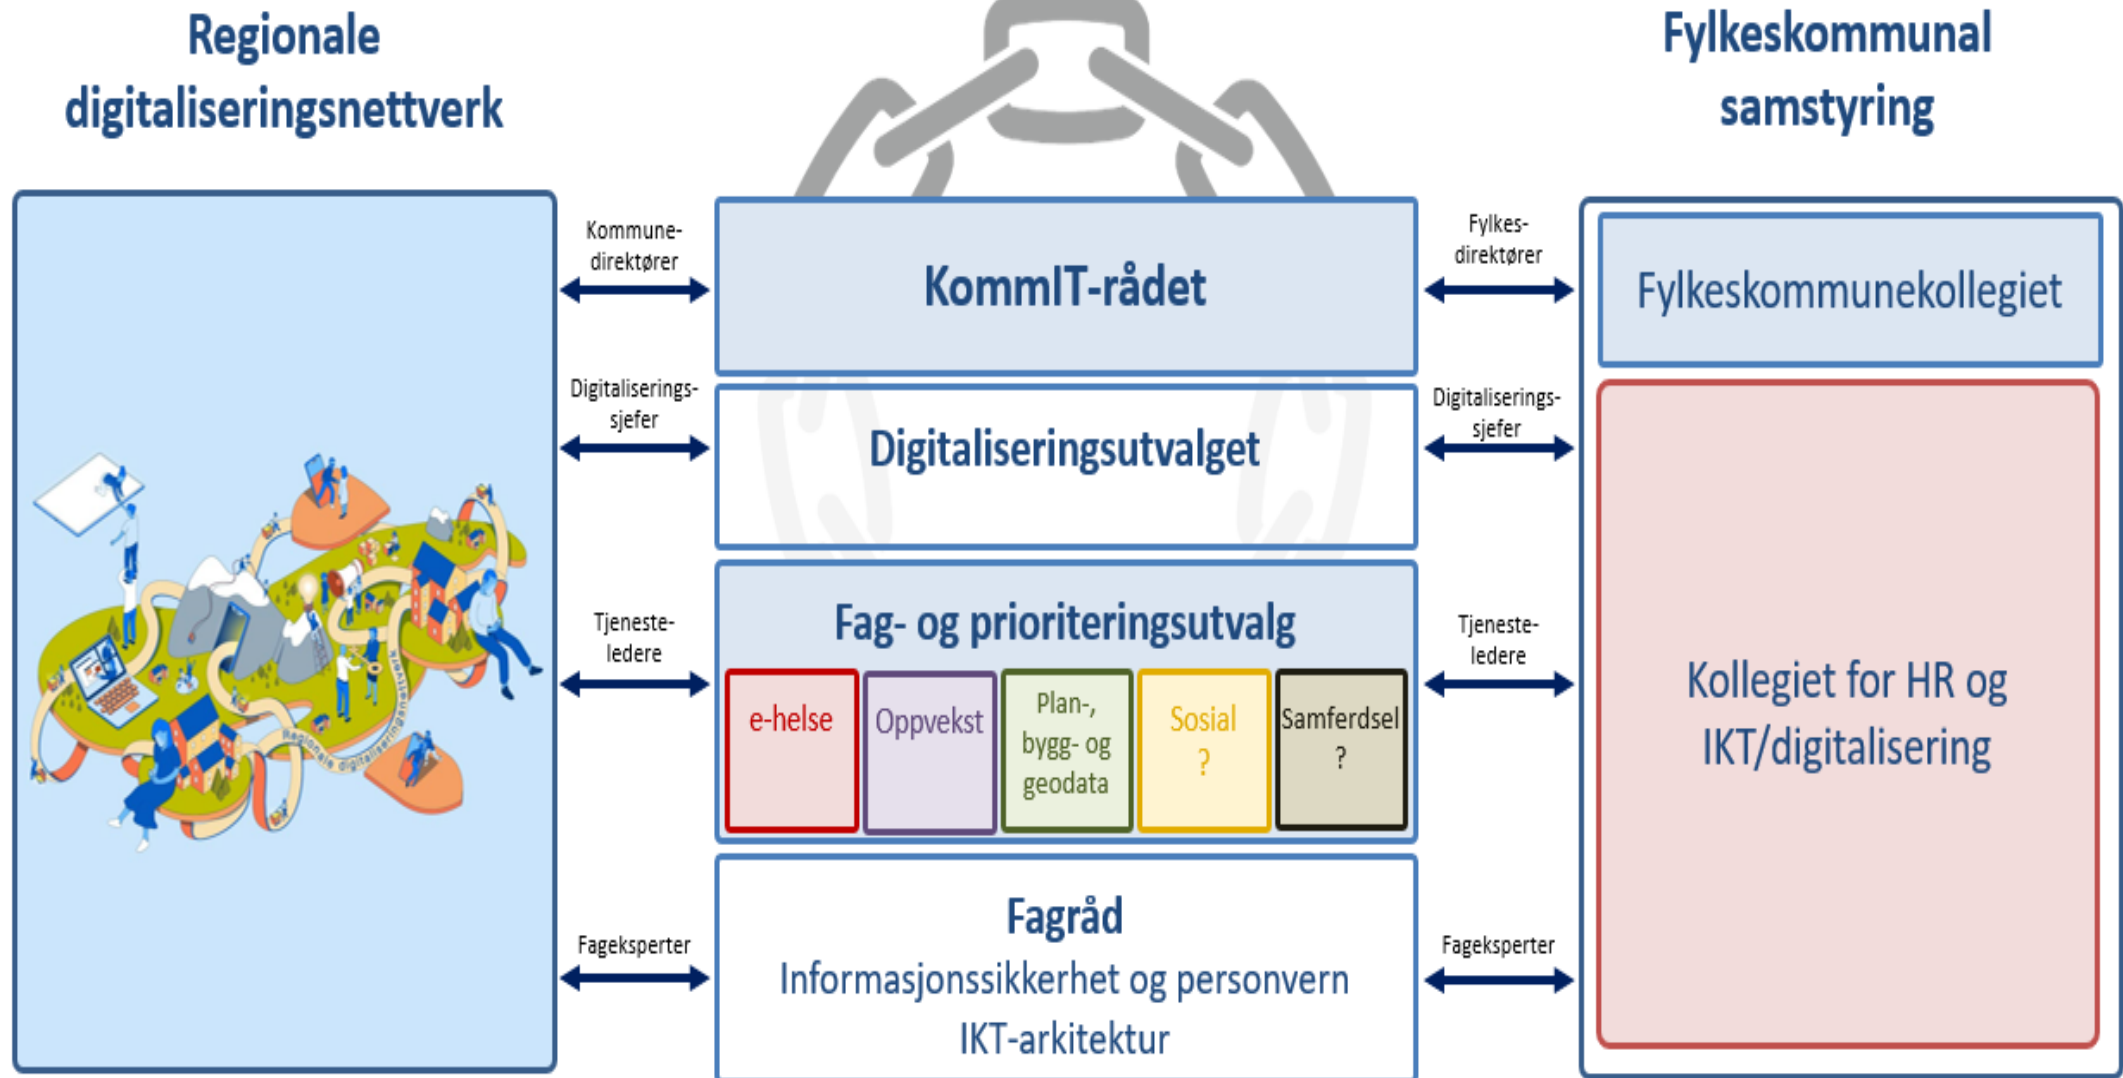 Regionale
digitaliseringsnettverk
Regionale digitaliseringsnettverk
Kommune-
direktører
Digitaliserings-
sjefer
Tjeneste-
ledere
Fageksperter
KommIT-rådet
Digitaliseringsutvalget
Fag- og prioriteringsutvalg
e-helse
Oppvekst
Plan-,
bygg- og
geodata
Sosial
?
Samferdsel
?
Fagråd
Informasjonssikkerhet og personvern
IKT-arkitektur
Fylkes-
direktører
Digitaliserings-
sjefer
Tjeneste-
ledere
Fageksperter
Fylkeskommunal
samstyring
Fylkeskommunekollegiet
Kollegiet for HR og
IKT/digitalisering